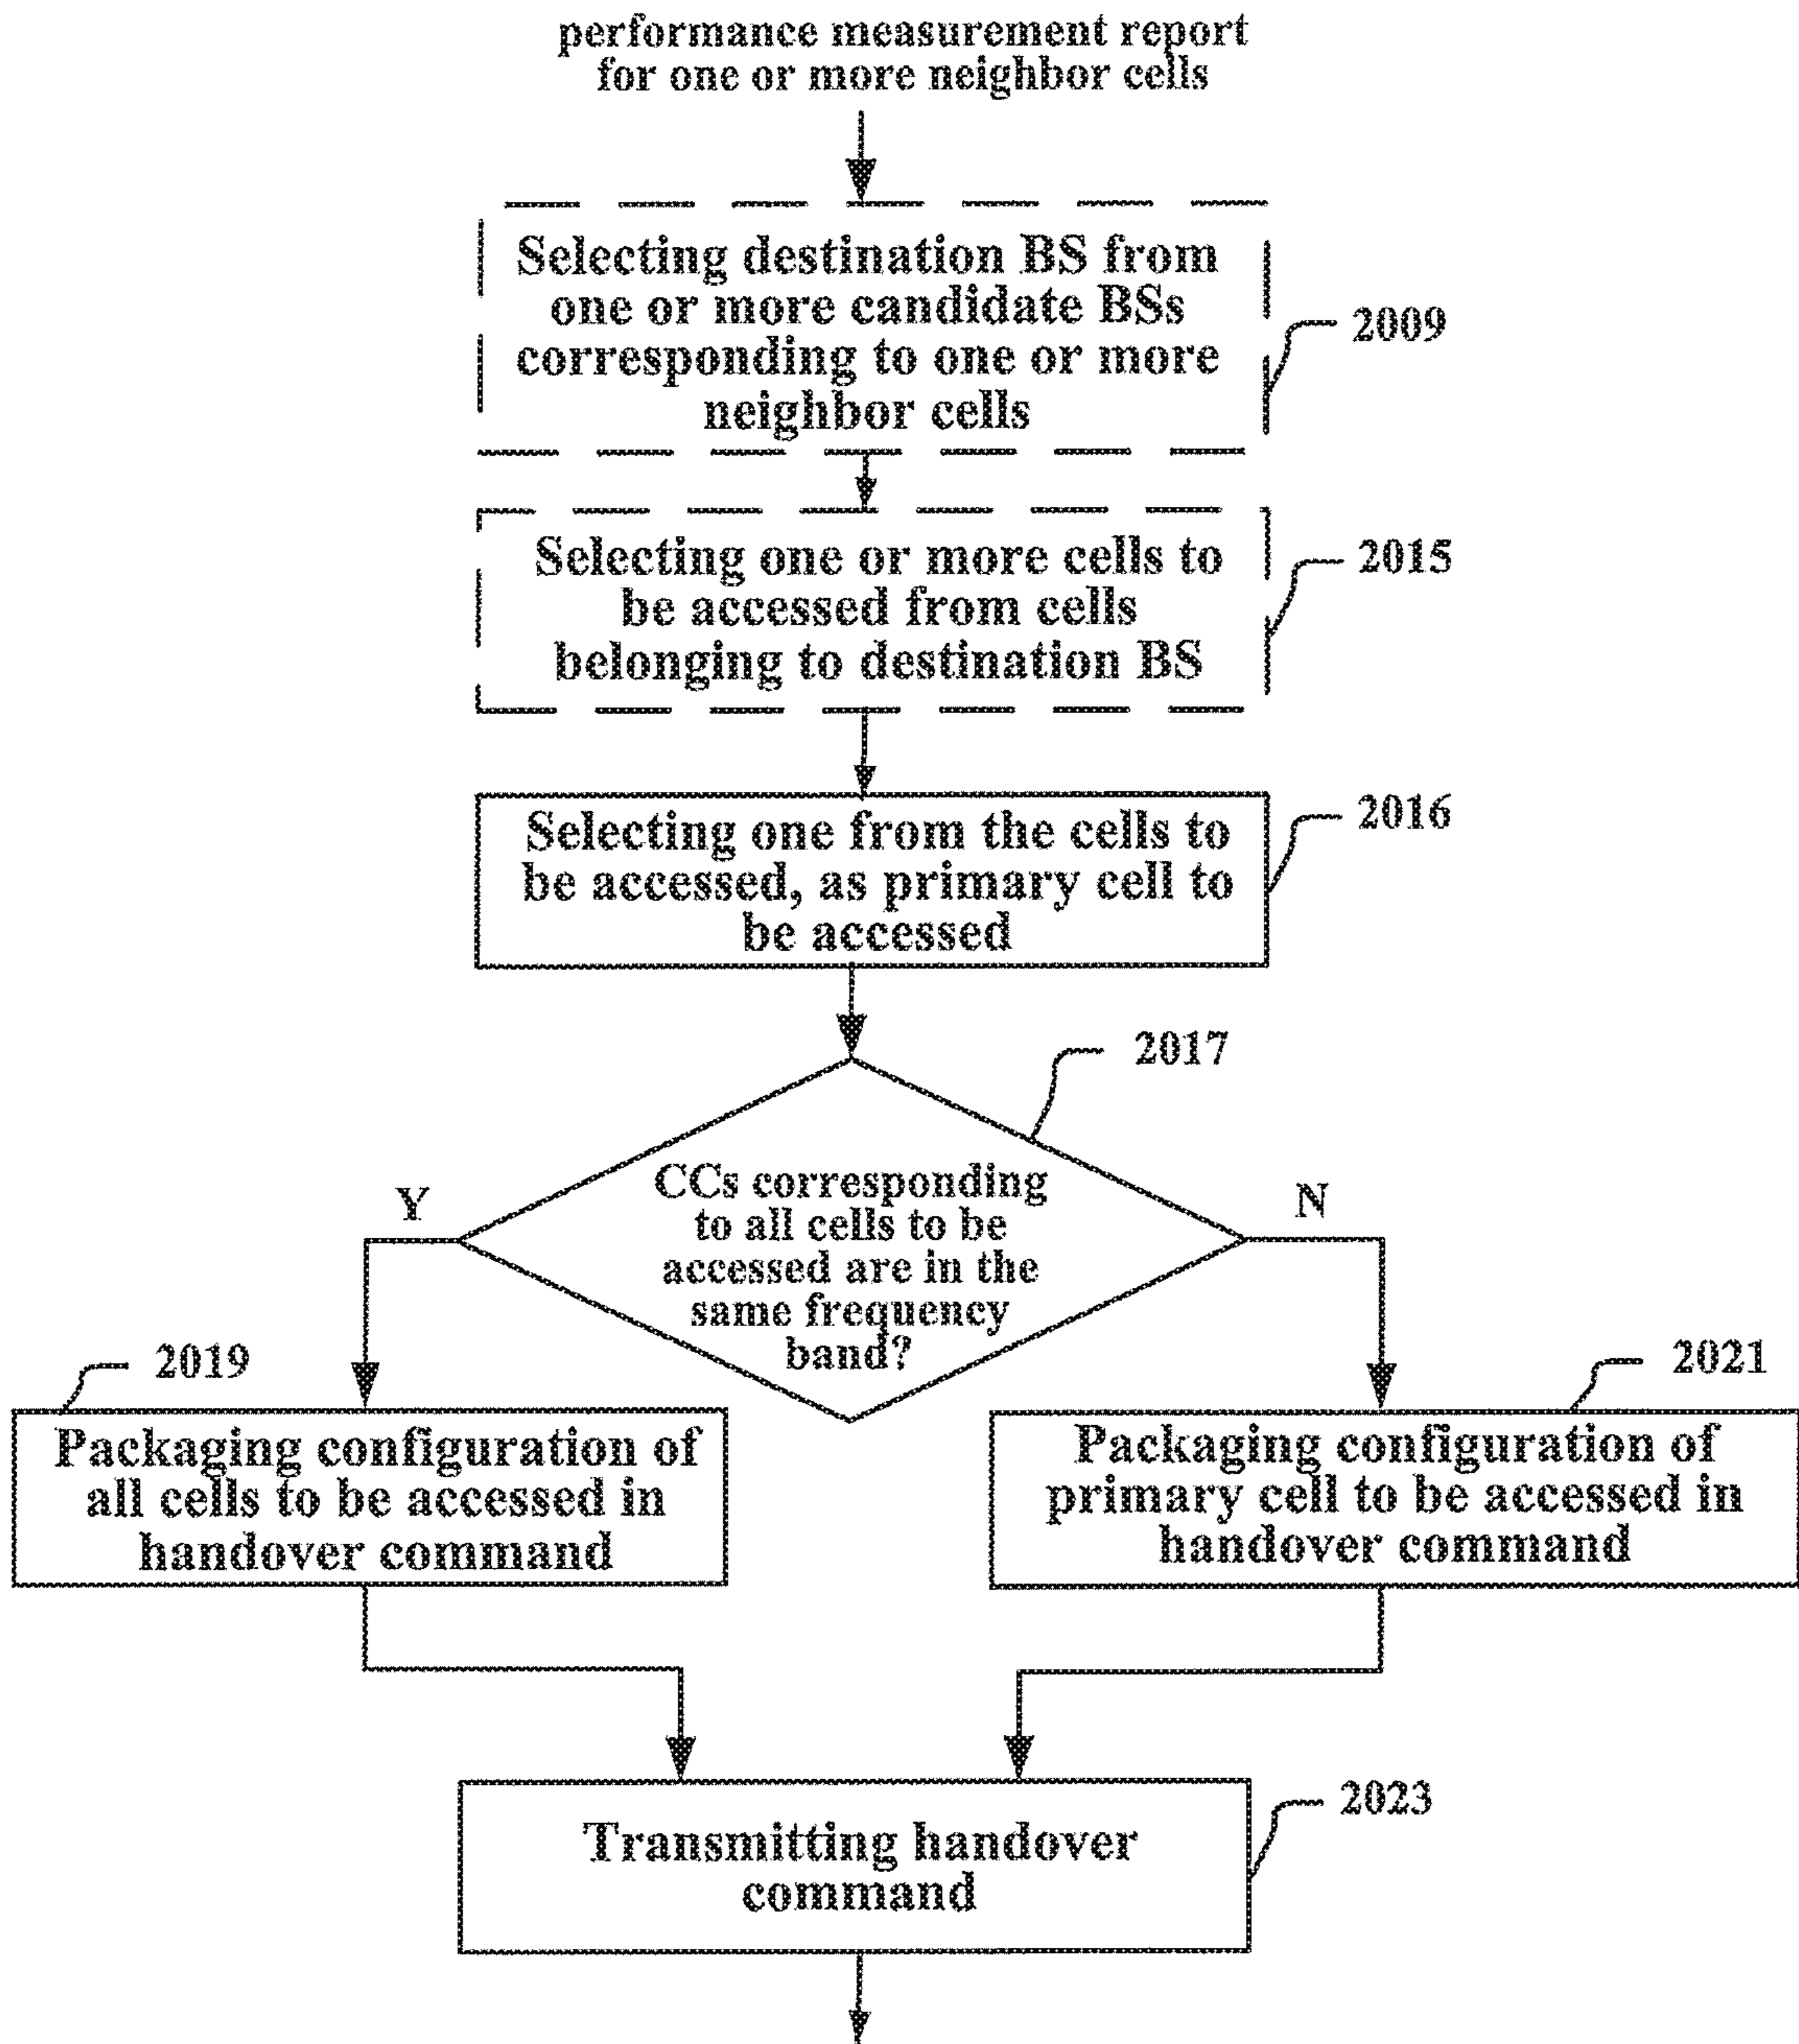 performance measurement report
for one or more neighbor cells
Selecting destination BS from
one or more candidate BSs
corresponding to one or more
neighbor cells
2009
Selecting one or more cells to
be accessed from cells
belonging to destination BS
2015
Selecting one from the cells to
be accessed, as primary cell to
be accessed
2016
2017
CCs corresponding
to all cells to be
accessed are in the
same frequency
band?
Y
N
2019
Packaging configuration of
all cells to be accessed in
handover command
2021
Packaging configuration of
primary cell to be accessed in
handover command
Transmitting handover
command
2023